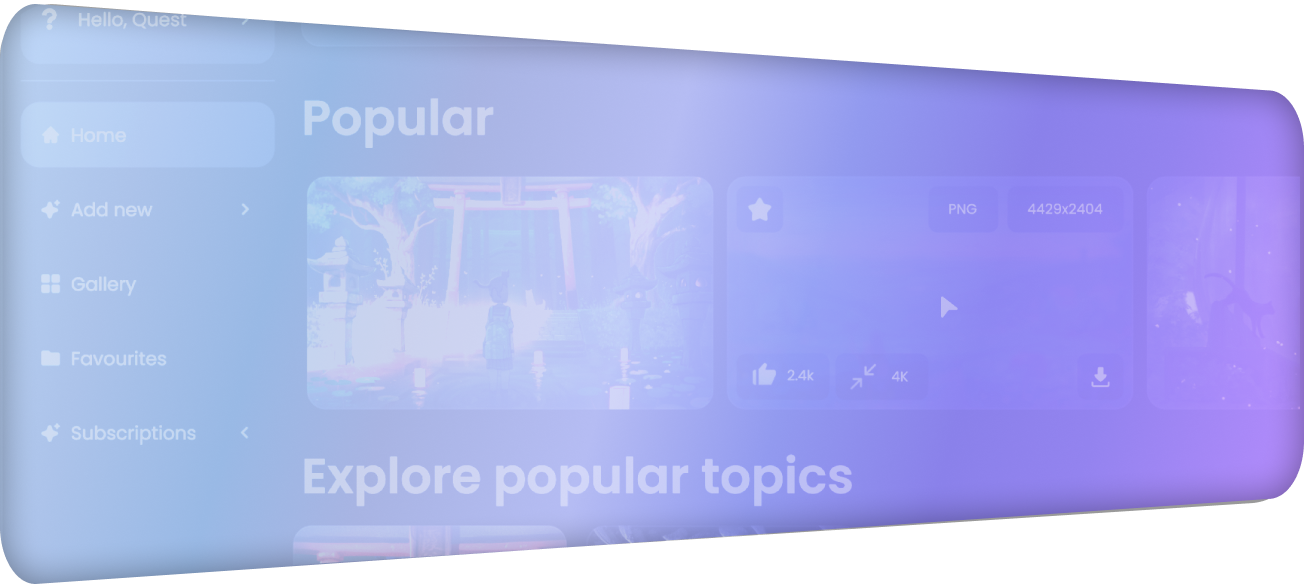 Hello, Quest
Home
Add new
Gallery
Favourites
Subscriptions
Popular
PNG
4429x2404
2.4k
4K
Explore popular topics